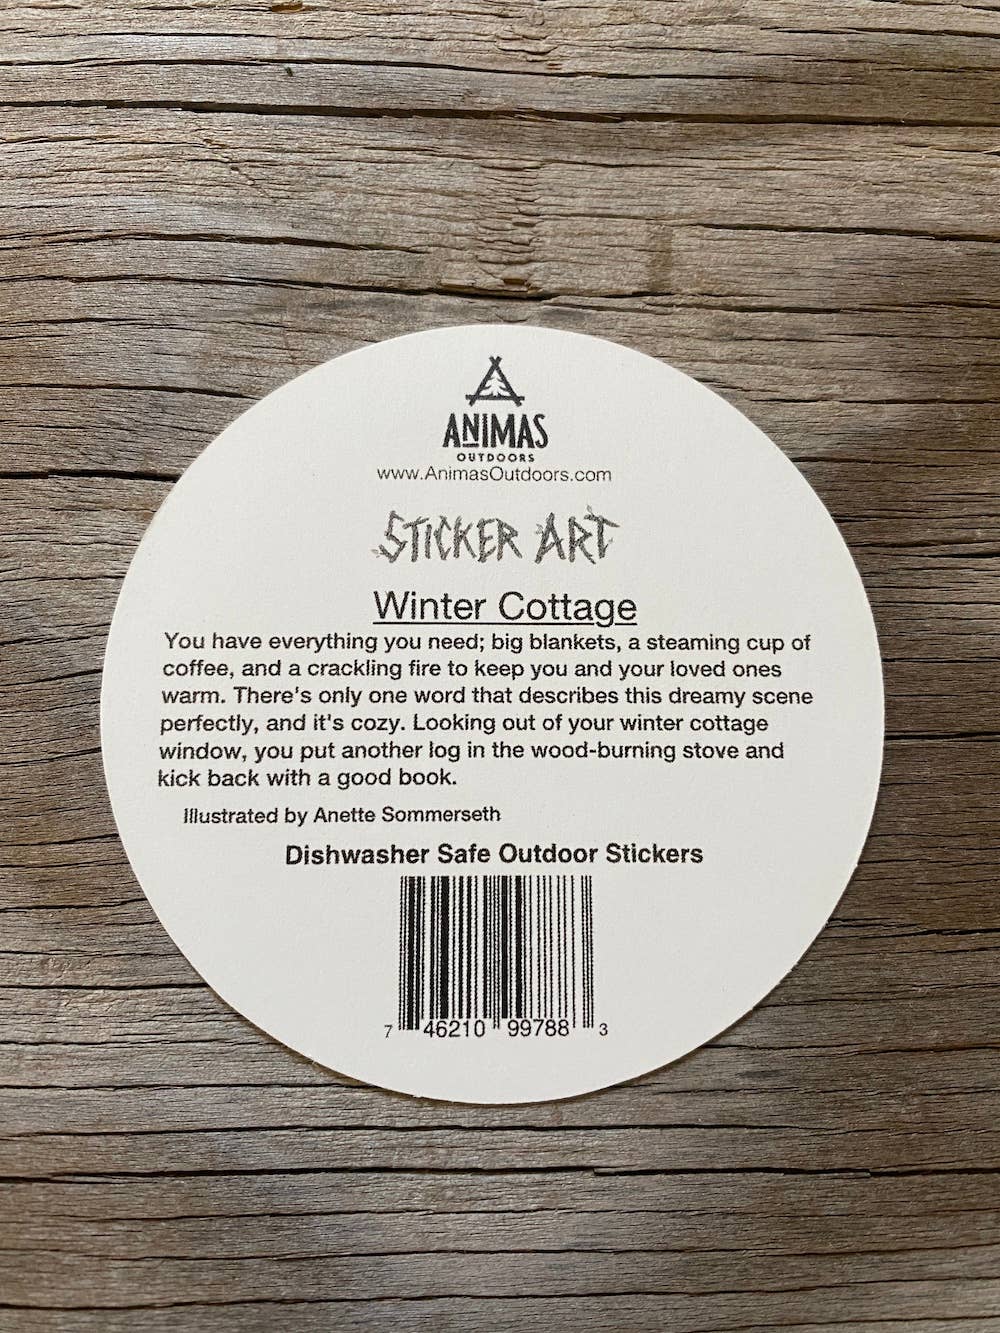 ANIMAS
OUTDOORS
www.AnimasOutdoors.com
STICKER ART
Winter Cottage
You have everything you need; big blankets, a steaming cup of
coffee, and a crackling fire to keep you and your loved ones
warm. There's only one word that describes this dreamy scene
perfectly, and it's cozy. Looking out of your winter cottage
window, you put another log in the wood-burning stove and
kick back with a good book.
Illustrated by Anette Sommerseth
Dishwasher Safe Outdoor Stickers
7 46210 99788 3